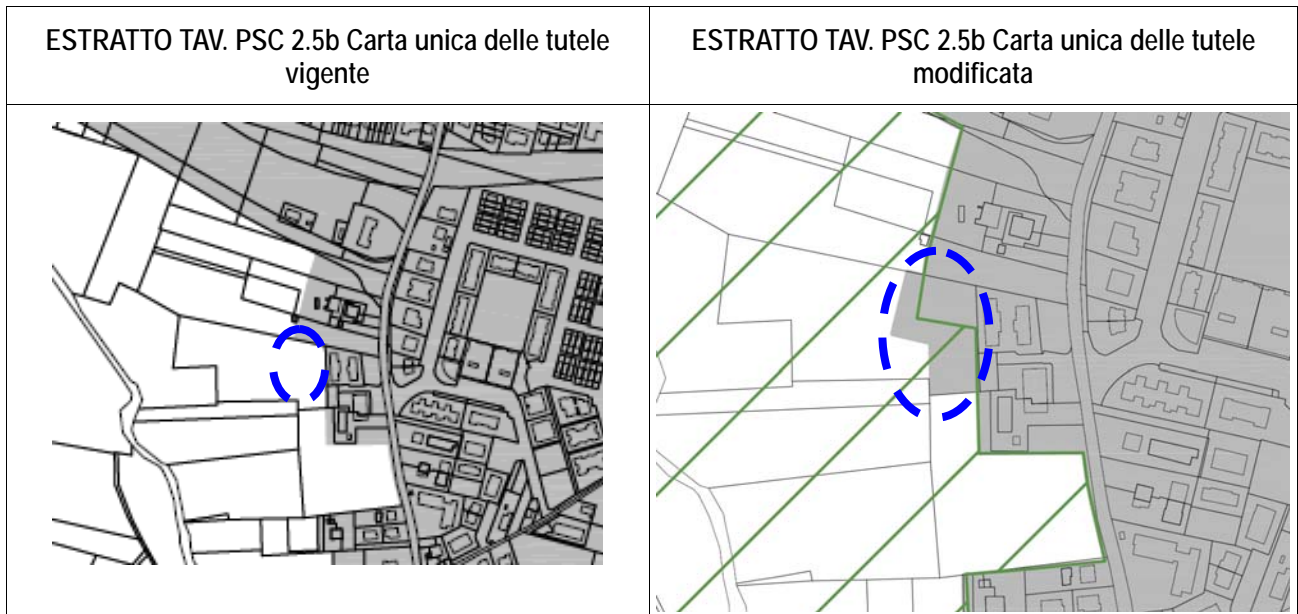 ESTRATTO TAV. PSC 2.5b Carta unica delle tutele
vigente
ESTRATTO TAV. PSC 2.5b Carta unica delle tutele
modificata